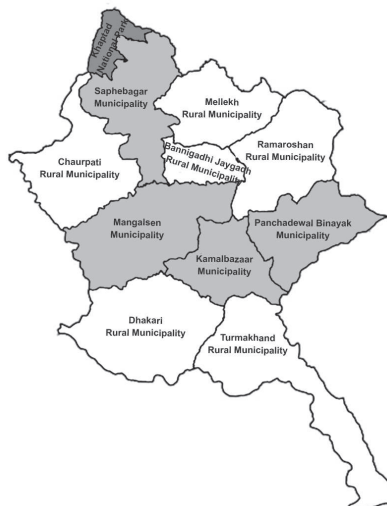 Khaptad
National Park
Saphebagar
Municipality
Mellekh
Rural Municipality
Bannigadhi Jaygadh
Rural Municipality
Ramaroshan
Rural Municipality
Chaurpati
Rural Municipality
Mangalsen
Municipality
Panchadewal Binayak
Municipality
Kamalbazaar
Municipality
Dhakari
Rural Municipality
Turmakhand
Rural Municipality